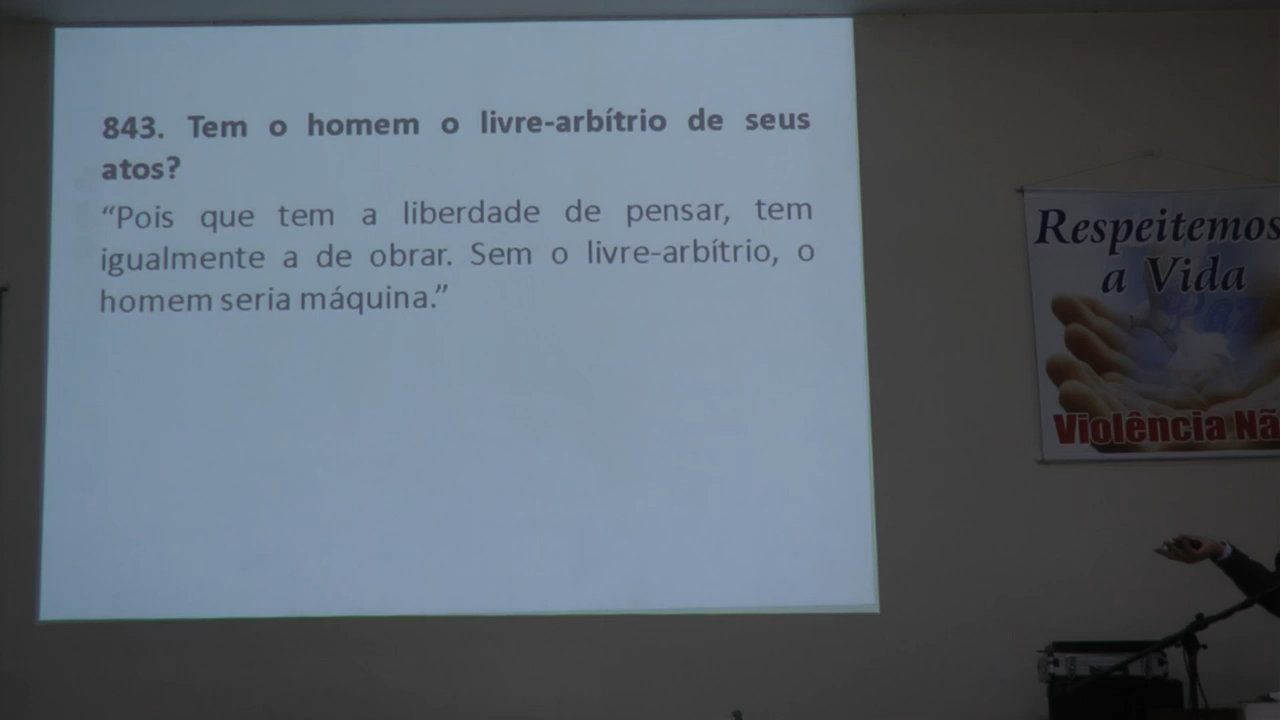 843. Tem o homem o livre-arbítrio de seus
atos?
“Pois que tem a liberdade de pensar, tem
igualmente a de obrar. Sem o livre-arbítrio, o
homem seria máquina.”
Respeitemos
a Vida
Violência Nã